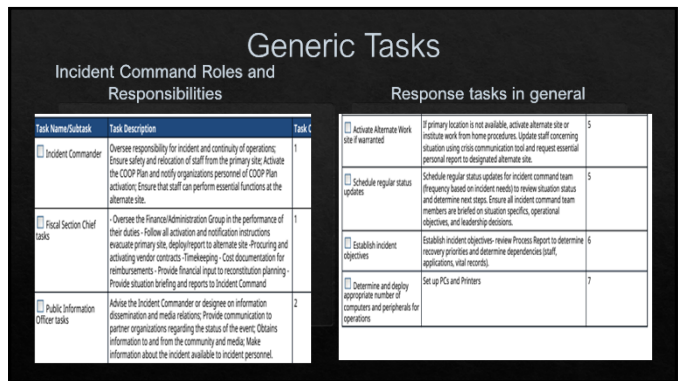 Generic Tasks
Incident Command Roles and
Responsibilities
Task Name/Subtask Task Description Task
Incident Commander
Oversee responsibility for incident and continuity of operations;
Ensure safety and relocation of staff from the primary site; Activate
the COOP Plan and notify organizations personnel of COOP Plan
activation; Ensure that staff can perform essential functions at the
alternate site.
1
Fiscal Section Chief
tasks
- Oversee the Finance/Administration Group in the performance of
their duties - Follow all activation and notification instructions
evacuate primary site, deploy/report to alternate site -Procuring and
activating vendor contracts -Timekeeping - Cost documentation for
reimbursements - Provide financial input to reconstitution planning -
Provide situation briefing and reports to Incident Command
1
Public Information
Officer tasks
Advise the Incident Commander or designee on information
dissemination and media relations; Provide communication to
partner organizations regarding the status of the event; Obtains
information to and from the community and media; Make
information about the incident available to incident personnel.
2
Response tasks in general
Activate Alternate Work
site if warranted
If primary location is not available, activate alternate site or
institute work from home procedures. Update staff concerning
situation using crisis communication tool and request essential
personal report to designated alternate site.
5
Schedule regular status
updates
Schedule regular status updates for incident command team
(frequency based on incident needs) to review situation status
and determine next steps. Ensure all incident command team
members are briefed on situation specifics, operational
objectives, and leadership decisions.
5
Establish incident
objectives
Establish incident objectives- review Process Report to determine
recovery priorities and determine dependencies (staff,
applications, vital records).
6
Determine and deploy
appropriate number of
computers and peripherals for
operations
Set up PCs and Printers
7